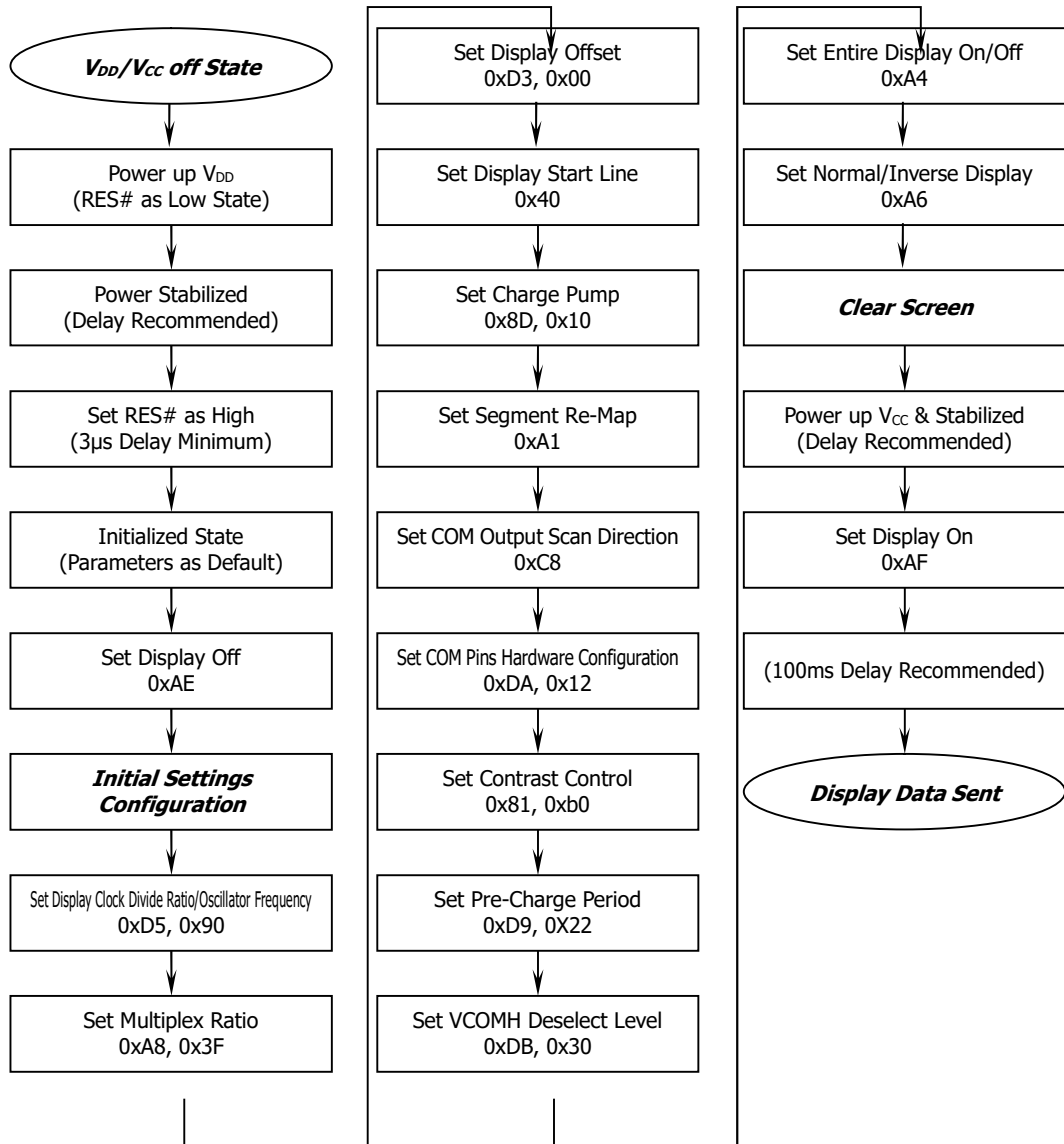 VDD/VCC off State
Power up VDD
(RES# as Low State)
Power Stabilized
(Delay Recommended)
Set RES# as High
(3μs Delay Minimum)
Initialized State
(Parameters as Default)
Set Display Off
0xAE
Initial Settings
Configuration
Set Display Clock Divide Ratio/Oscillator Frequency
0xD5, 0x90
Set Multiplex Ratio
0xA8, 0x3F
Set Display Offset
0xD3, 0x00
Set Display Start Line
0x40
Set Charge Pump
0x8D, 0x10
Set Segment Re-Map
0xA1
Set COM Output Scan Direction
0xC8
Set COM Pins Hardware Configuration
0xDA, 0x12
Set Contrast Control
0x81, 0xb0
Set Pre-Charge Period
0xD9, 0X22
Set VCOMH Deselect Level
0xDB, 0x30
Set Entire Display On/Off
0xA4
Set Normal/Inverse Display
0xA6
Clear Screen
Power up VCC & Stabilized
(Delay Recommended)
Set Display On
0xAF
(100ms Delay Recommended)
Display Data Sent